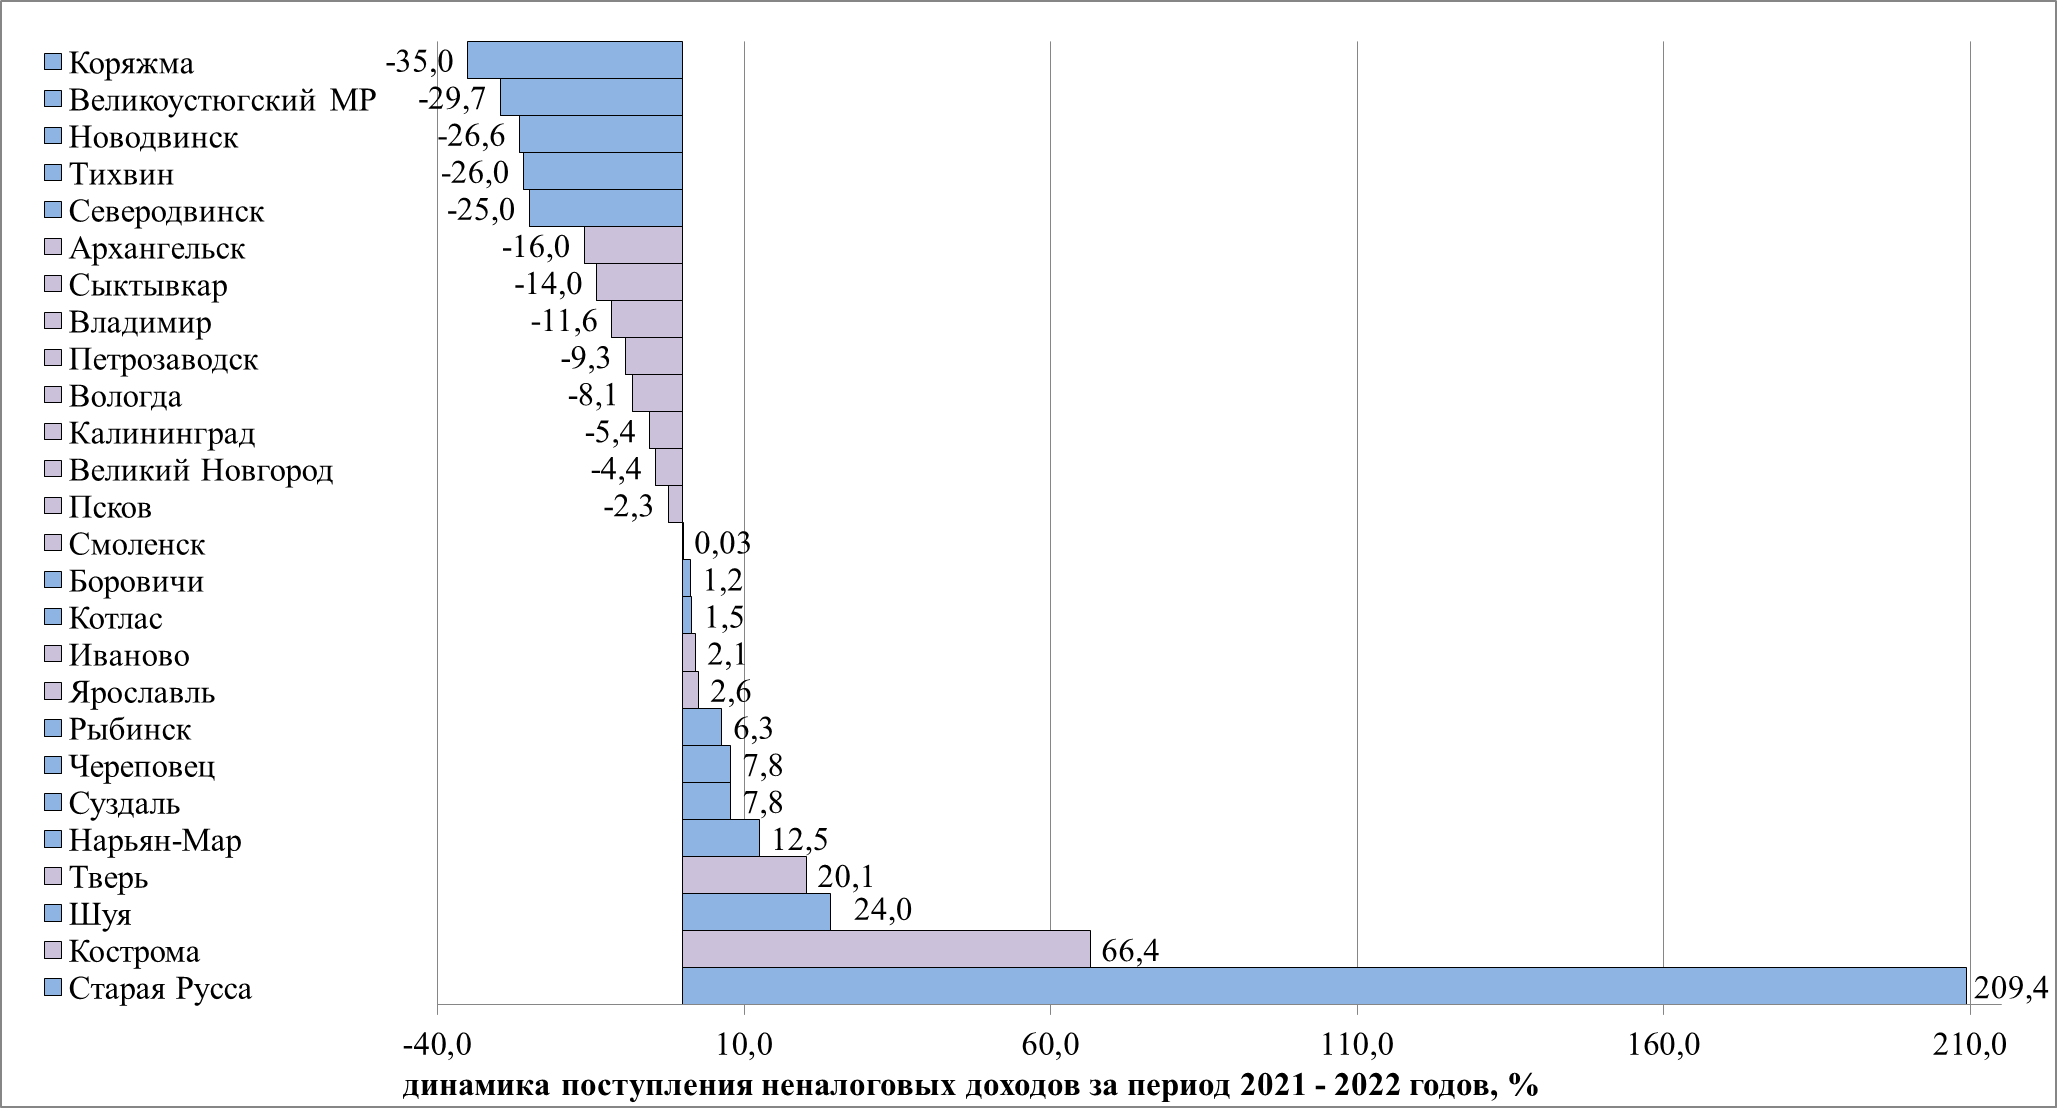 Коряжма -35,0
Великоустюгский МР -29,7
Новодвинск -26,6
Тихвин -26,0
Северодвинск -25,0
Архангельск -16,0
Сыктывкар -14,0
Владимир -11,6
Петрозаводск -9,3
Вологда -8,1
Калининград -5,4
Великий Новгород -4,4
Псков -2,3
Смоленск 0,03
Боровичи 1,2
Котлас 1,5
Иваново 2,1
Ярославль 2,6
Рыбинск 6,3
Череповец 7,8
Суздаль 7,8
Нарьян-Мар 12,5
Тверь 20,1
Шуя 24,0
Кострома 66,4
Старая Русса 209,4
-40,0 10,0 60,0 110,0 160,0 210,0
динамика поступления неналоговых доходов за период 2021 - 2022 годов, %